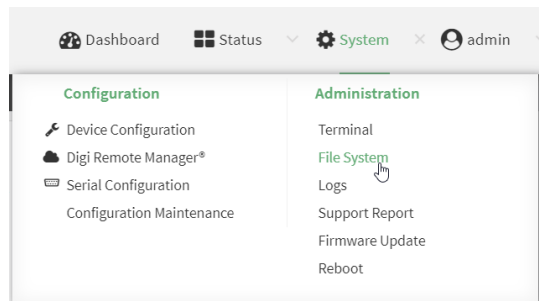 Dashboard Status System admin
Configuration
Device Configuration
Digi Remote Manager®
Serial Configuration
Configuration Maintenance
Administration
Terminal
File System
Logs
Support Report
Firmware Update
Reboot